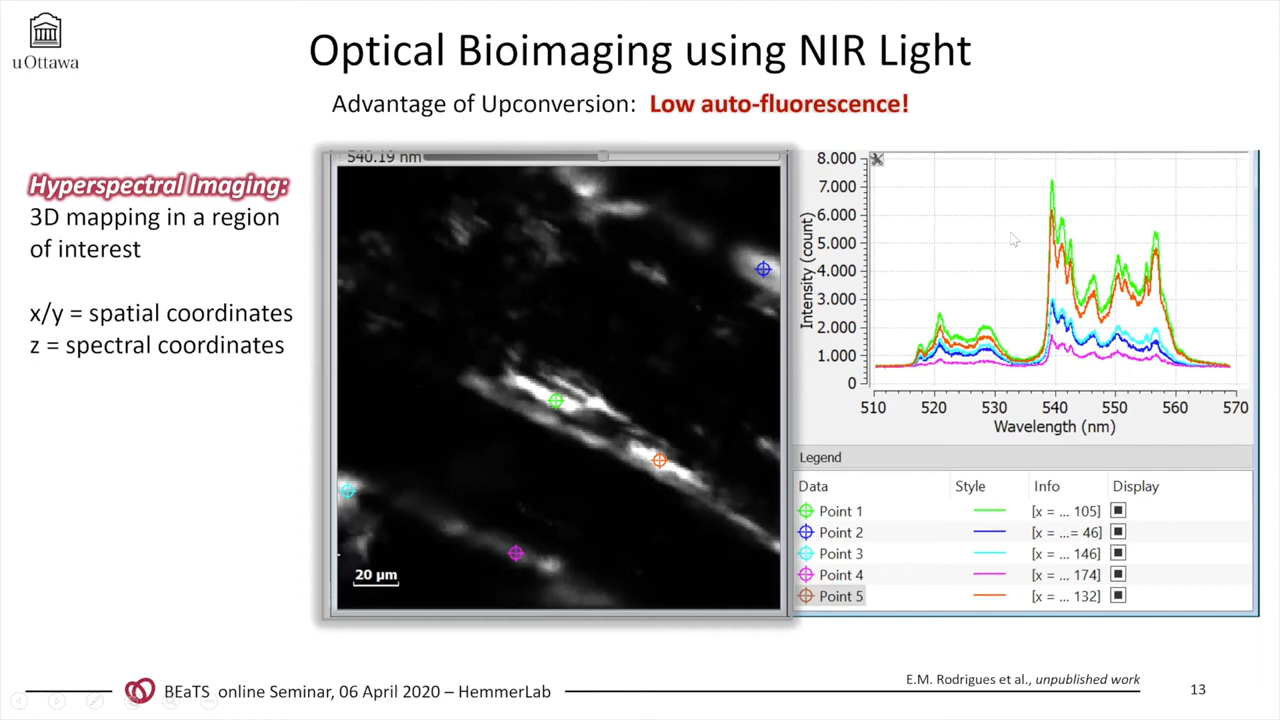 uOttawa
Optical Bioimaging using NIR Light
Advantage of Upconversion: Low auto-fluorescence!
Hyperspectral Imaging:
3D mapping in a region
of interest
x/y = spatial coordinates
z = spectral coordinates
540.19 nm
20 µm
8.000
7.000
6.000
5.000
4.000
3.000
2.000
1.000
0
Intensity (count)
510 520 530 540 550 560 570
Wavelength (nm)
Legend
Data Style Info Display
Point 1 [x = ... 105]
Point 2 [x = ...= 46]
Point 3 [x = ... 146]
Point 4 [x = ... 174]
Point 5 [x = ... 132]
BEaTS online Seminar, 06 April 2020 – HemmerLab
E.M. Rodrigues et al., unpublished work
13